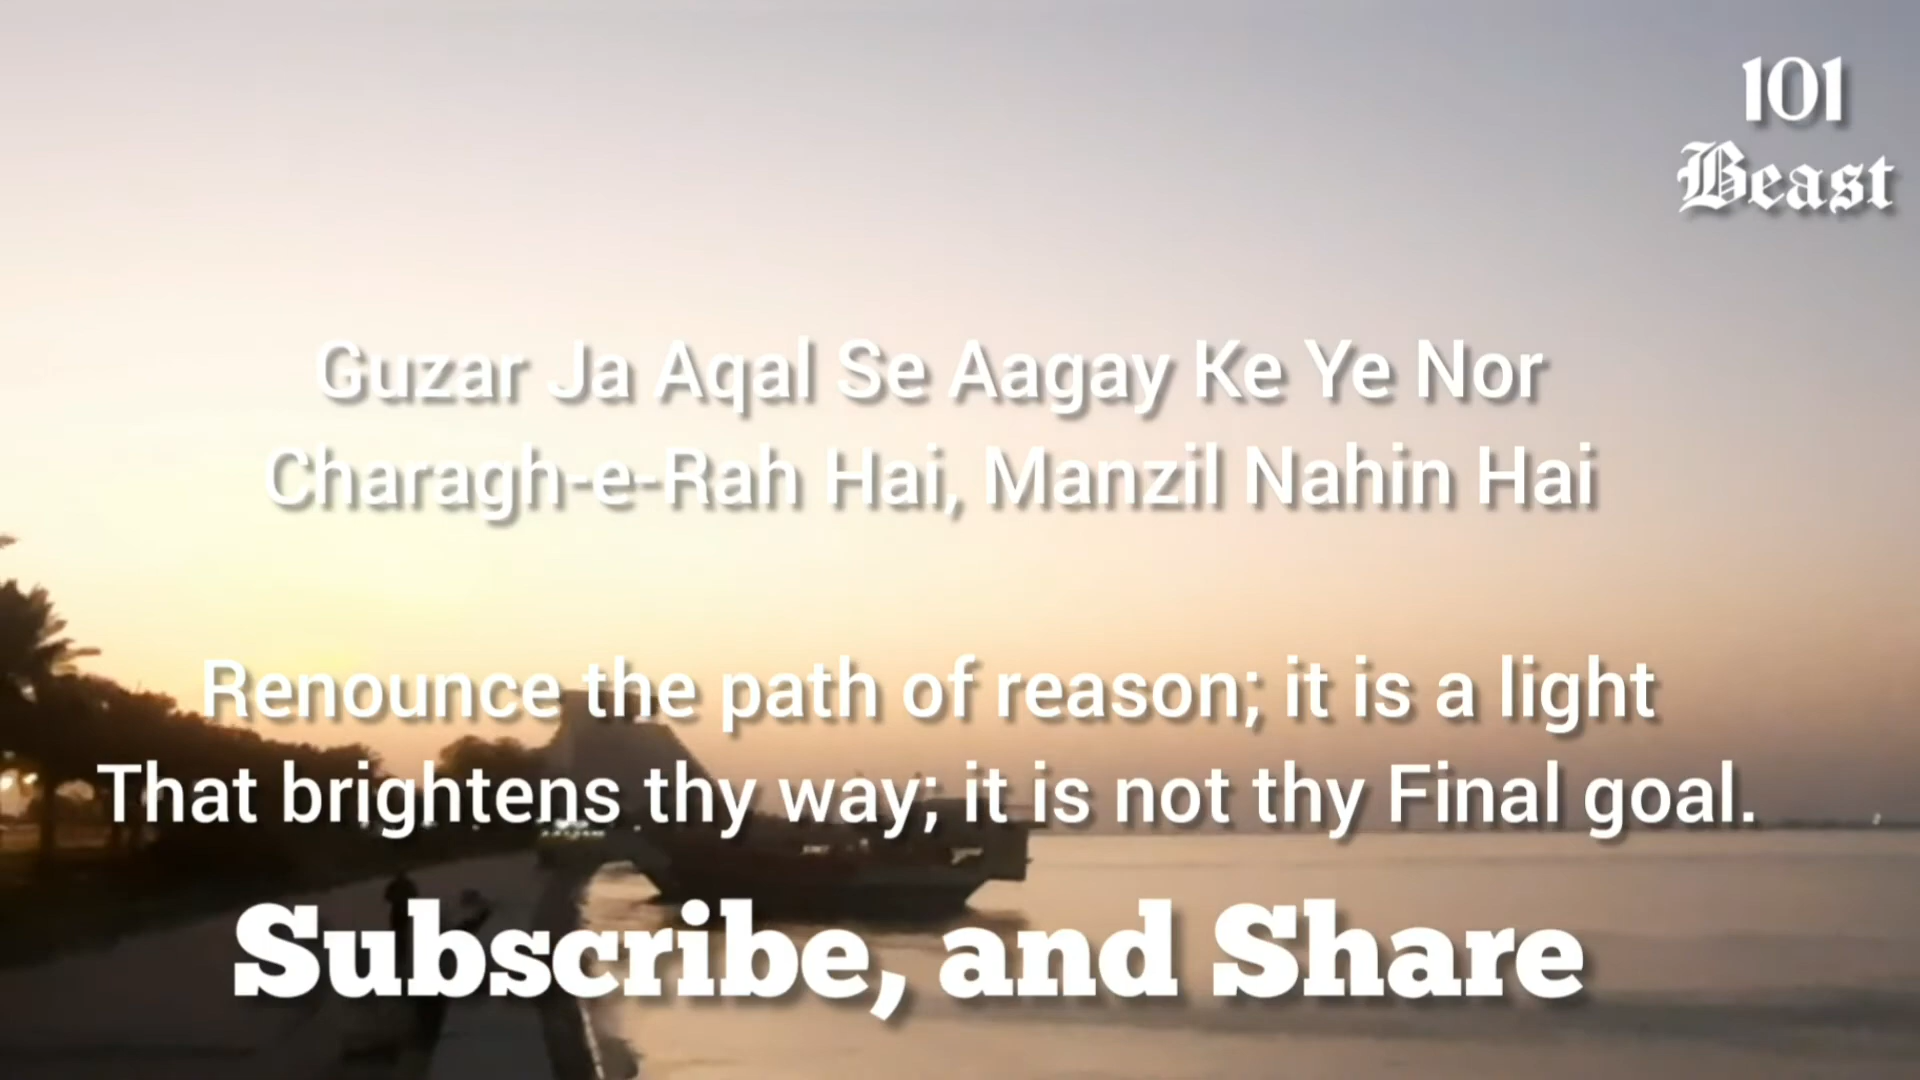 101
Beast
Guzar Ja Aqal Se Aagay Ke Ye Nor
Charagh-e-Rah Hai, Manzil Nahin Hai
Renounce the path of reason; it is a light
That brightens thy way; it is not thy Final goal.
Subscribe, and Share